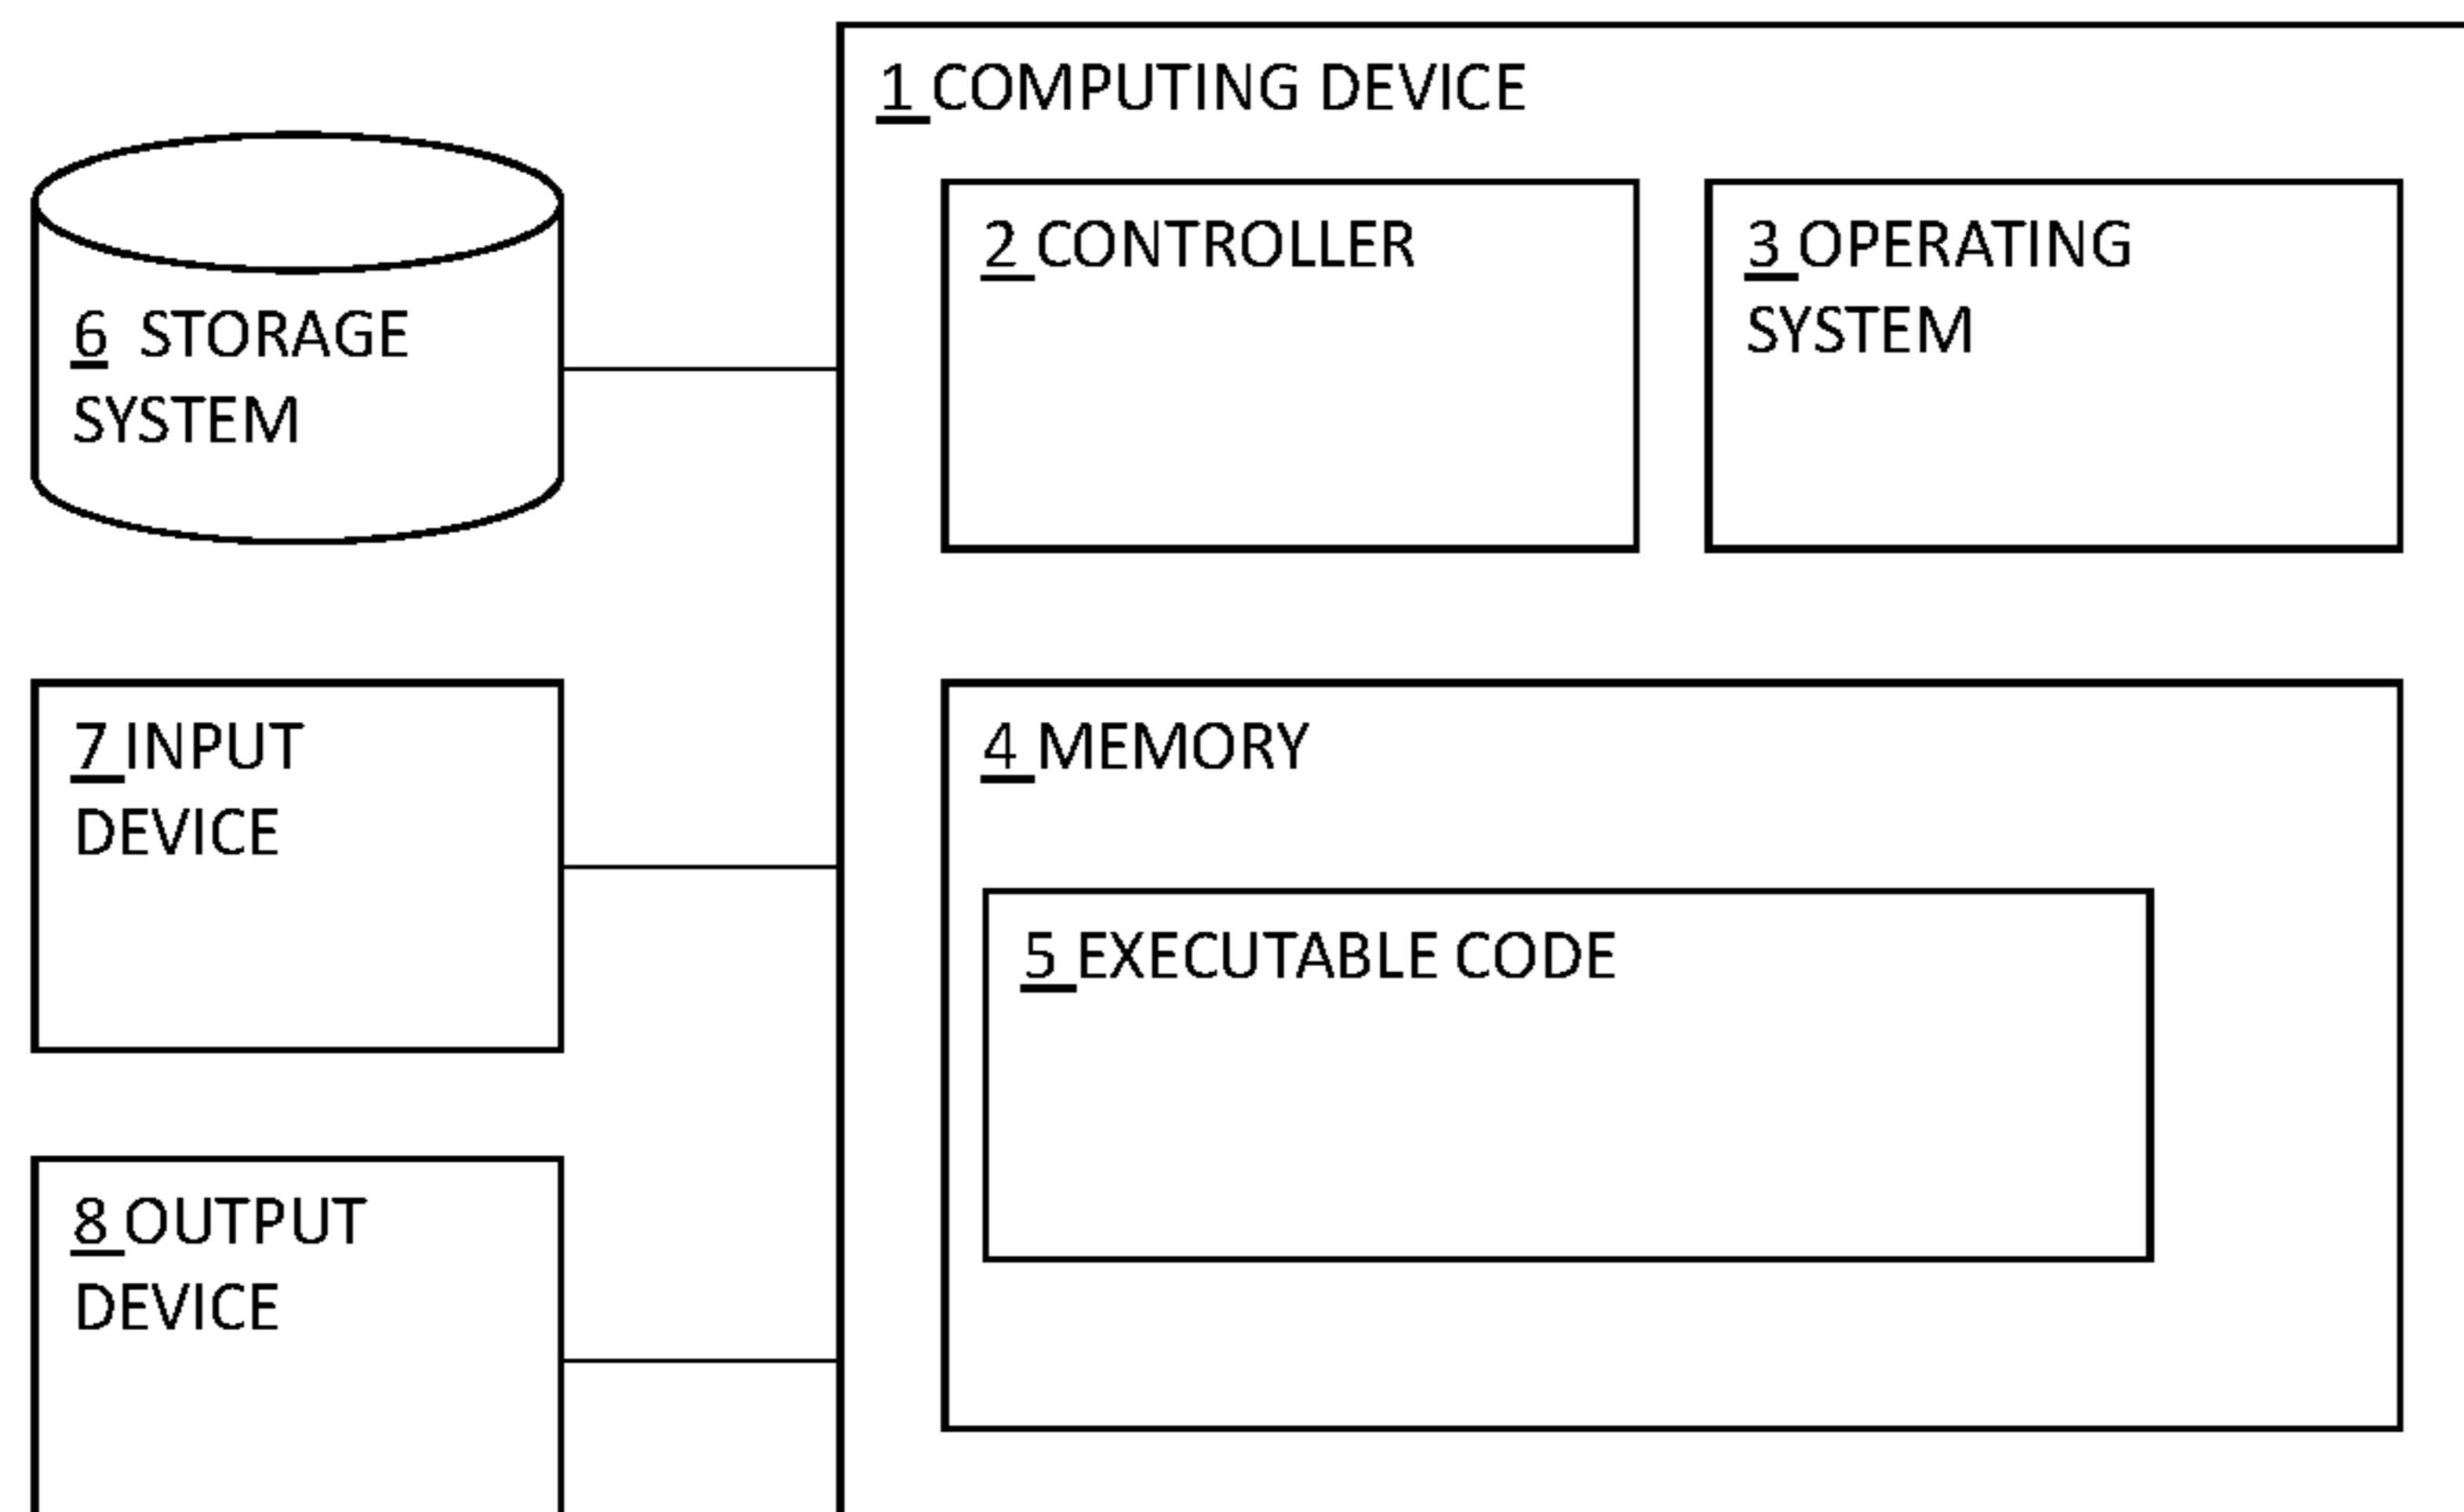 1 COMPUTING DEVICE
2 CONTROLLER
3 OPERATING
SYSTEM
6 STORAGE
SYSTEM
7 INPUT
DEVICE
4 MEMORY
5 EXECUTABLE CODE
8 OUTPUT
DEVICE